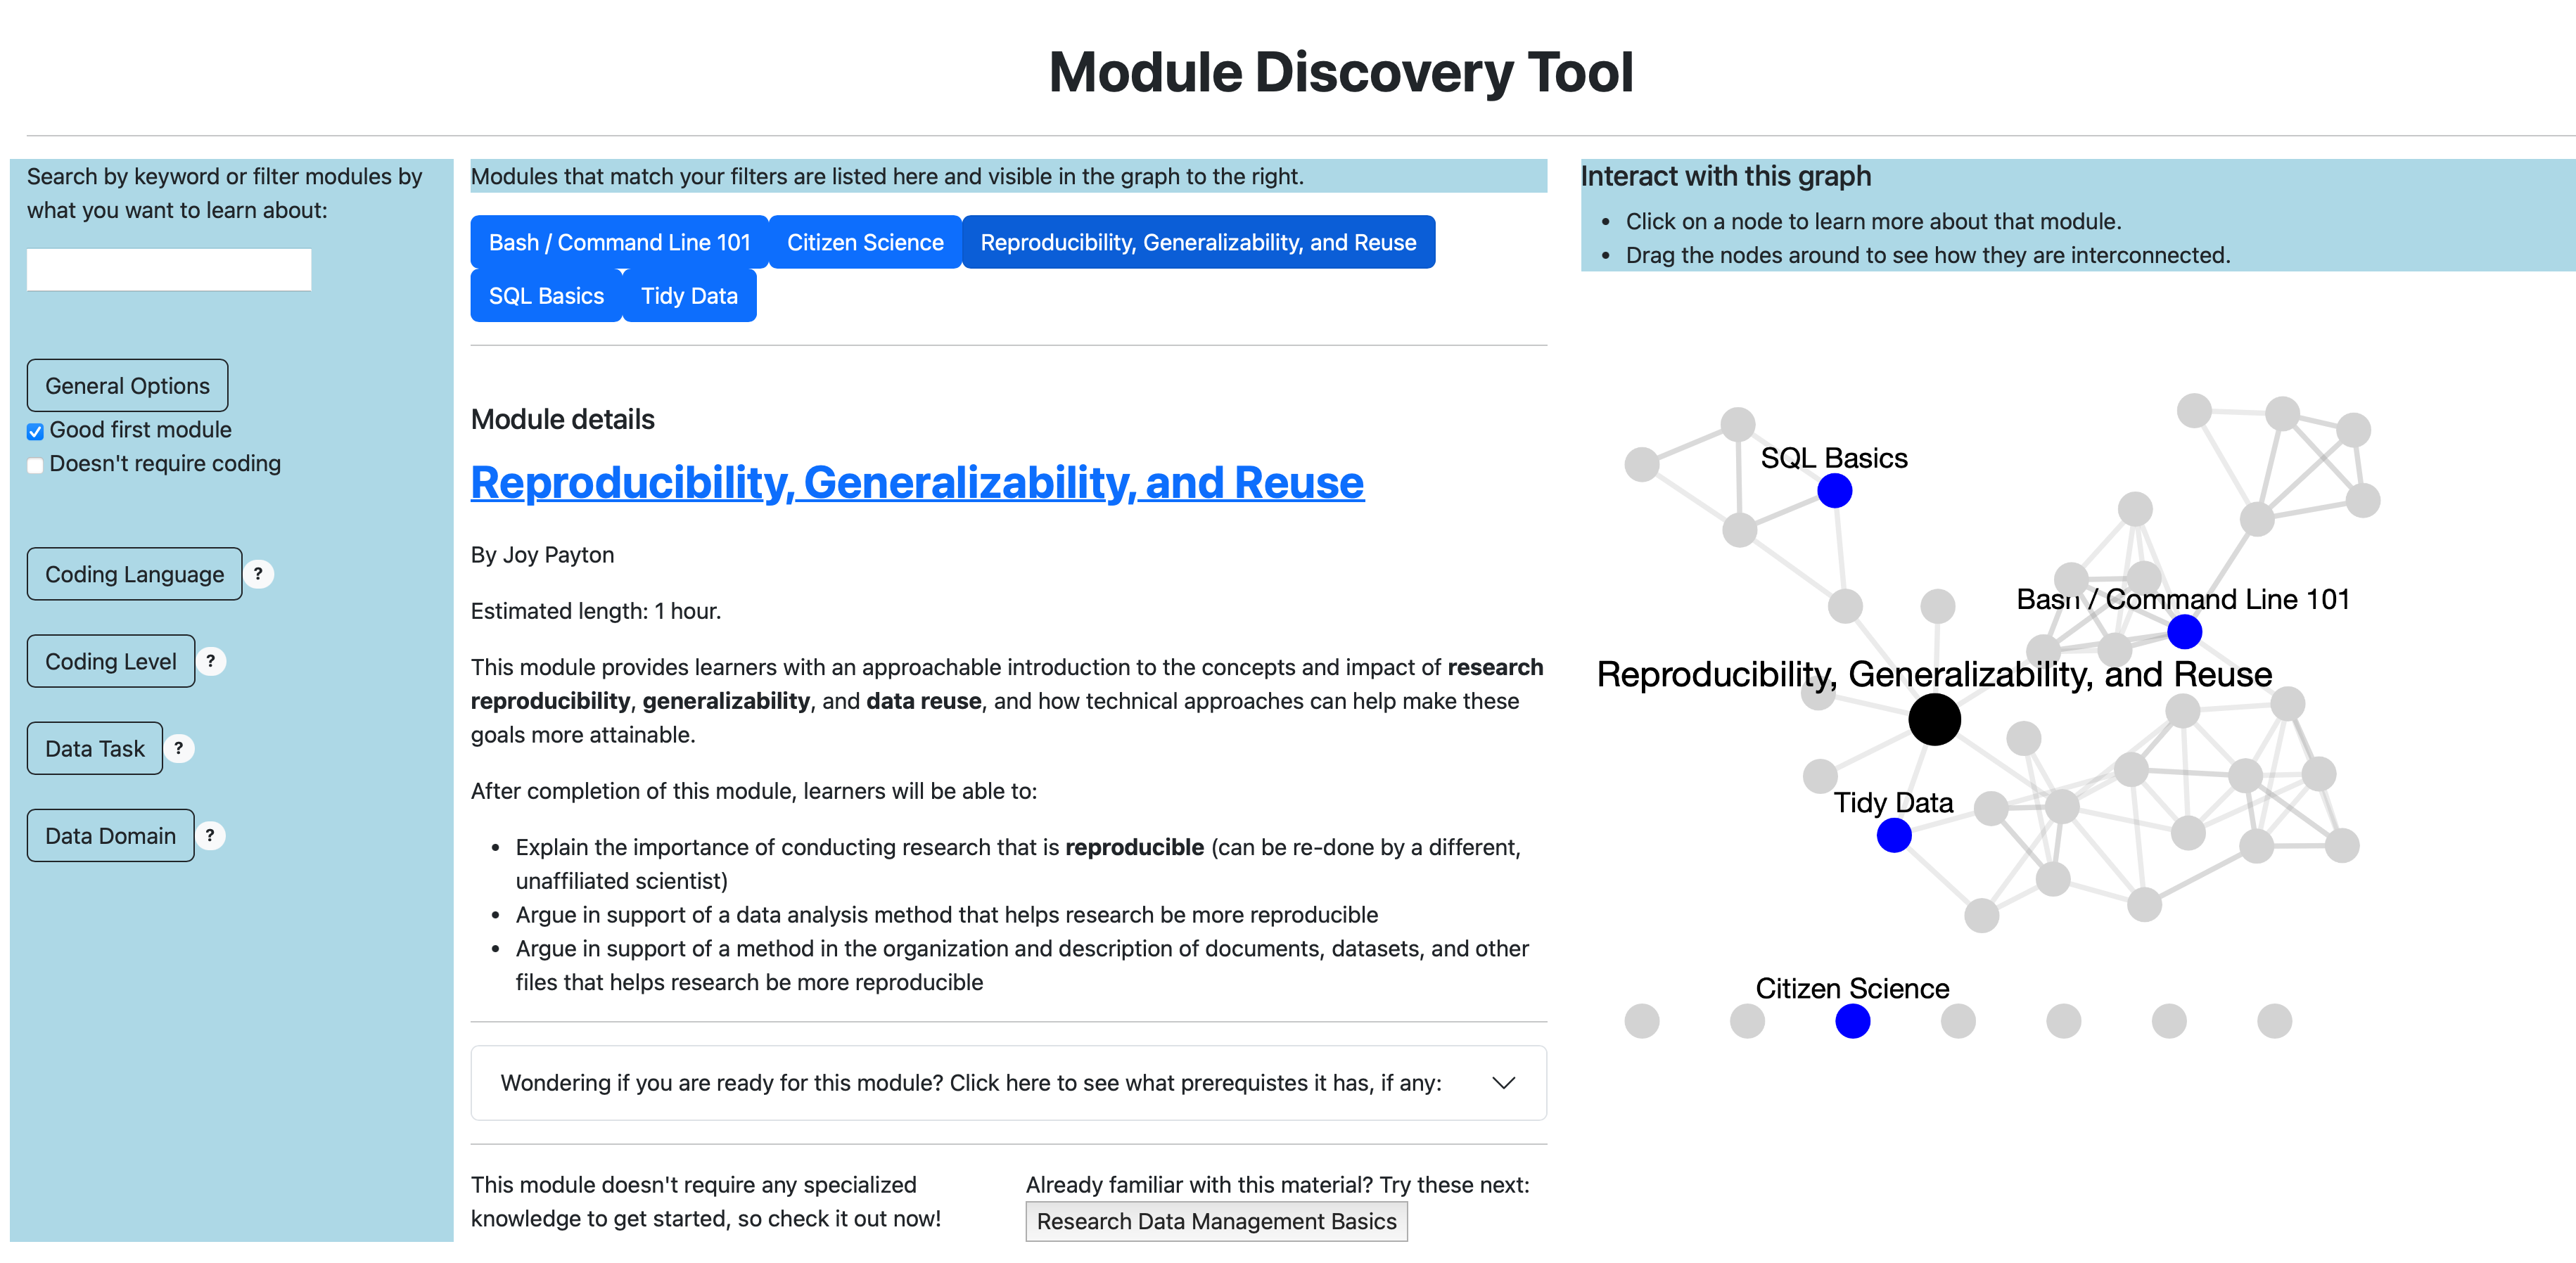 Module Discovery Tool
Search by keyword or filter modules by
what you want to learn about:
General Options
Good first module
Doesn't require coding
Coding Language ?
Coding Level ?
Data Task ?
Data Domain ?
Modules that match your filters are listed here and visible in the graph to the right.
Bash / Command Line 101 Citizen Science Reproducibility, Generalizability, and Reuse
SQL Basics Tidy Data
Module details
Reproducibility, Generalizability, and Reuse
By Joy Payton
Estimated length: 1 hour.
This module provides learners with an approachable introduction to the concepts and impact of research
reproducibility, generalizability, and data reuse, and how technical approaches can help make these
goals more attainable.
After completion of this module, learners will be able to:
• Explain the importance of conducting research that is reproducible (can be re-done by a different,
unaffiliated scientist)
• Argue in support of a data analysis method that helps research be more reproducible
• Argue in support of a method in the organization and description of documents, datasets, and other
files that helps research be more reproducible
Wondering if you are ready for this module? Click here to see what prerequistes it has, if any:
This module doesn't require any specialized
knowledge to get started, so check it out now!
Already familiar with this material? Try these next:
Research Data Management Basics
Interact with this graph
• Click on a node to learn more about that module.
• Drag the nodes around to see how they are interconnected.
SQL Basics
Bash / Command Line 101
Reproducibility, Generalizability, and Reuse
Tidy Data
Citizen Science